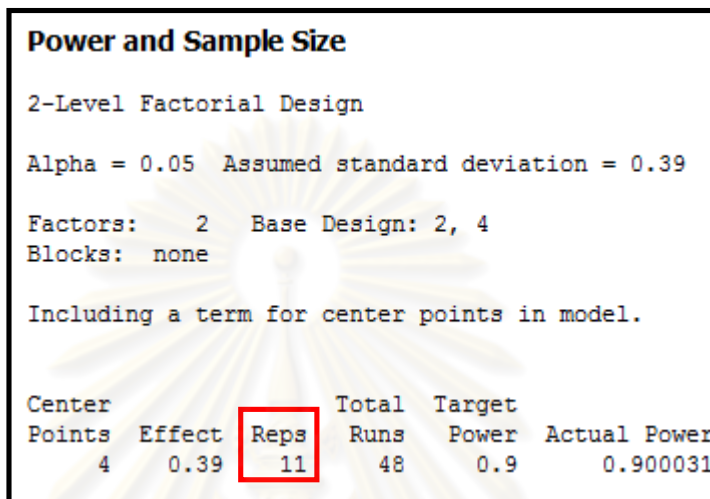 Power and Sample Size
2-Level Factorial Design
Alpha = 0.05  Assumed standard deviation = 0.39
Factors:    2   Base Design: 2, 4
Blocks:  none
Including a term for center points in model.
Center                  Total  Target
Points  Effect  Reps     Runs   Power  Actual Power
4    0.39    11       48     0.9      0.900031